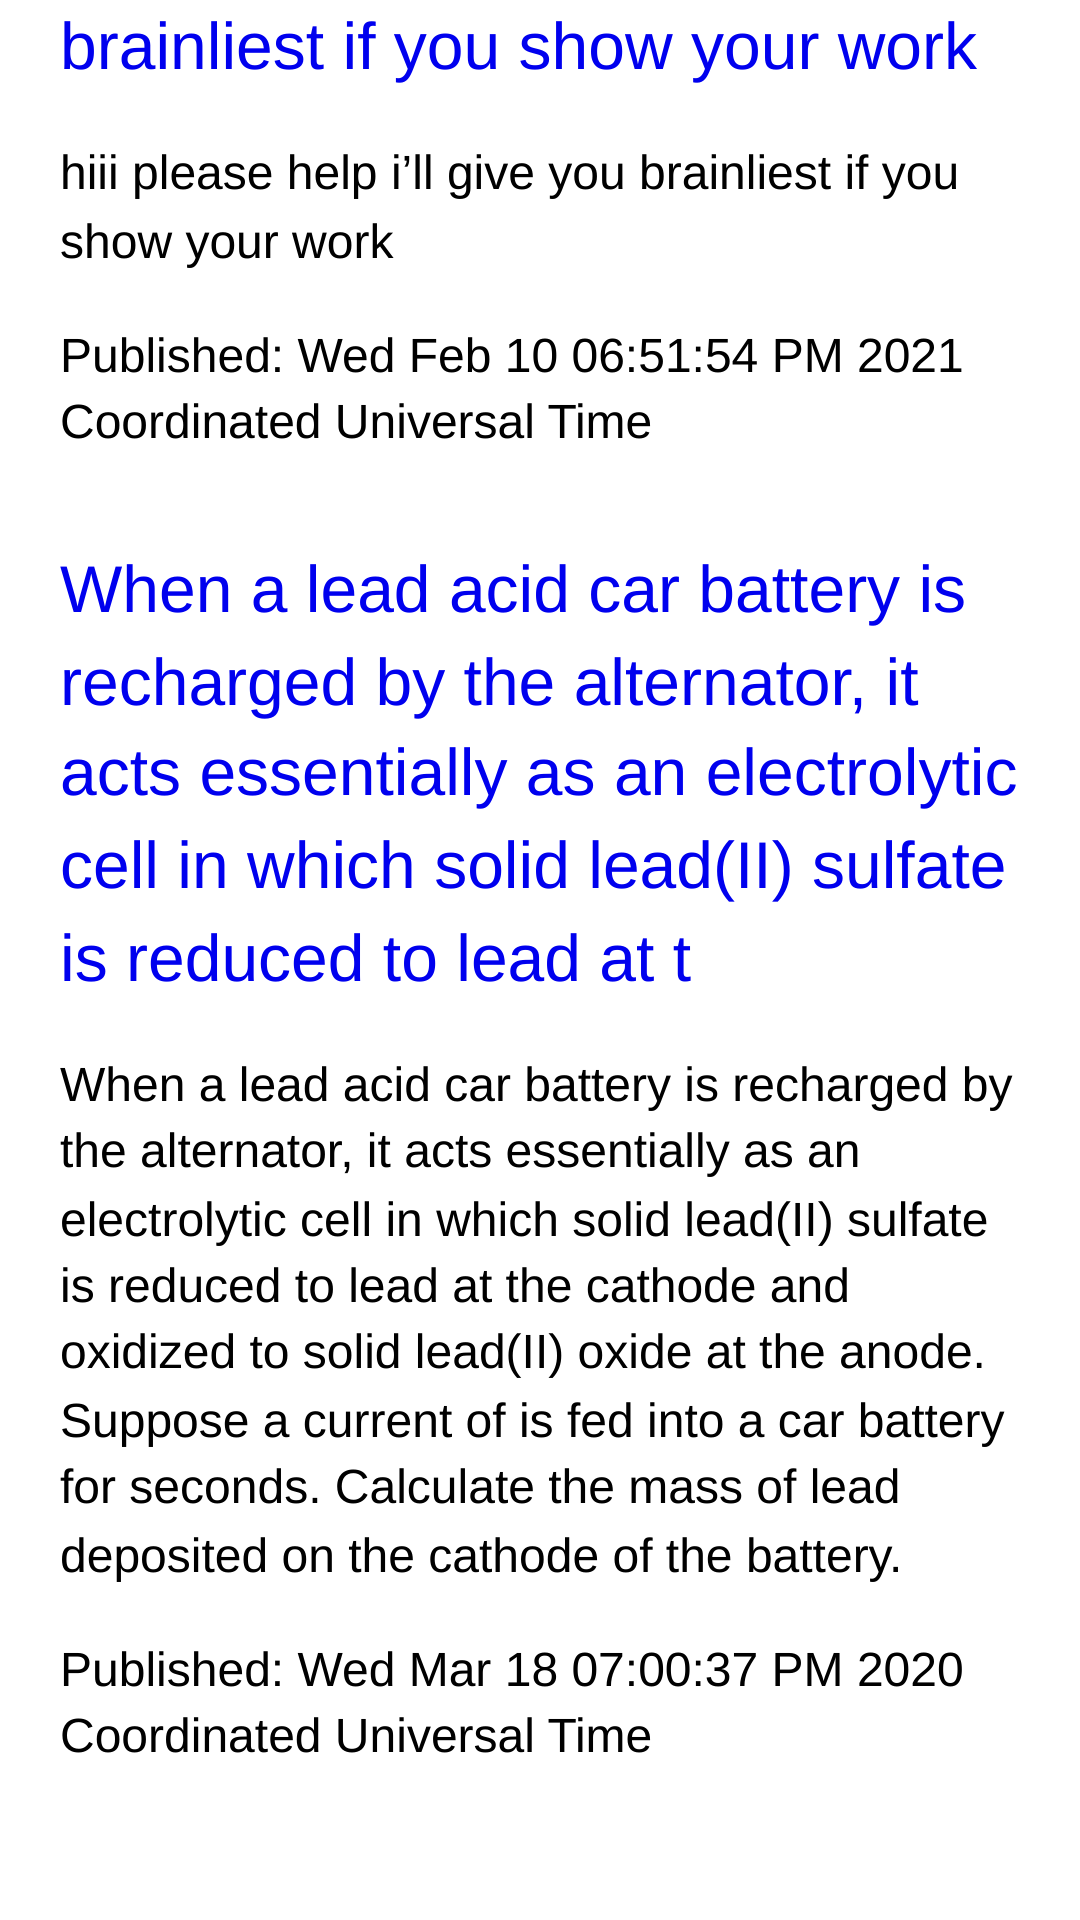 brainliest if you show your work
hiii please help i’ll give you brainliest if you
show your work
Published: Wed Feb 10 06:51:54 PM 2021
Coordinated Universal Time
When a lead acid car battery is
recharged by the alternator, it
acts essentially as an electrolytic
cell in which solid lead(II) sulfate
is reduced to lead at t
When a lead acid car battery is recharged by
the alternator, it acts essentially as an
electrolytic cell in which solid lead(II) sulfate
is reduced to lead at the cathode and
oxidized to solid lead(II) oxide at the anode.
Suppose a current of is fed into a car battery
for seconds. Calculate the mass of lead
deposited on the cathode of the battery.
Published: Wed Mar 18 07:00:37 PM 2020
Coordinated Universal Time